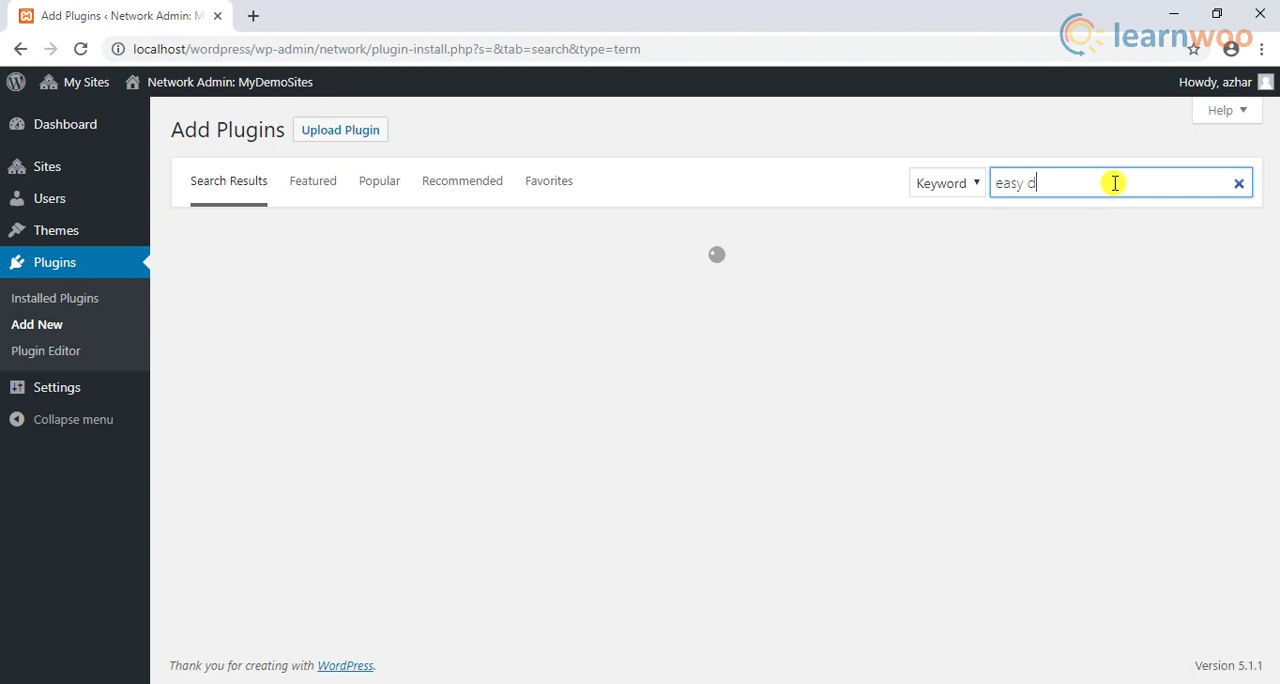 Add Plugins ‹ Network Admin: M
learnwoo
localhost/wordpress/wp-admin/network/plugin-install.php?s=&tab=search&type=term
My Sites
Network Admin: MyDemoSites
Howdy, azhar
Dashboard
Sites
Users
Themes
Plugins
Installed Plugins
Add New
Plugin Editor
Settings
Collapse menu
Help
Add Plugins
Upload Plugin
Search Results
Featured
Popular
Recommended
Favorites
Keyword
easy d
Thank you for creating with WordPress.
Version 5.1.1